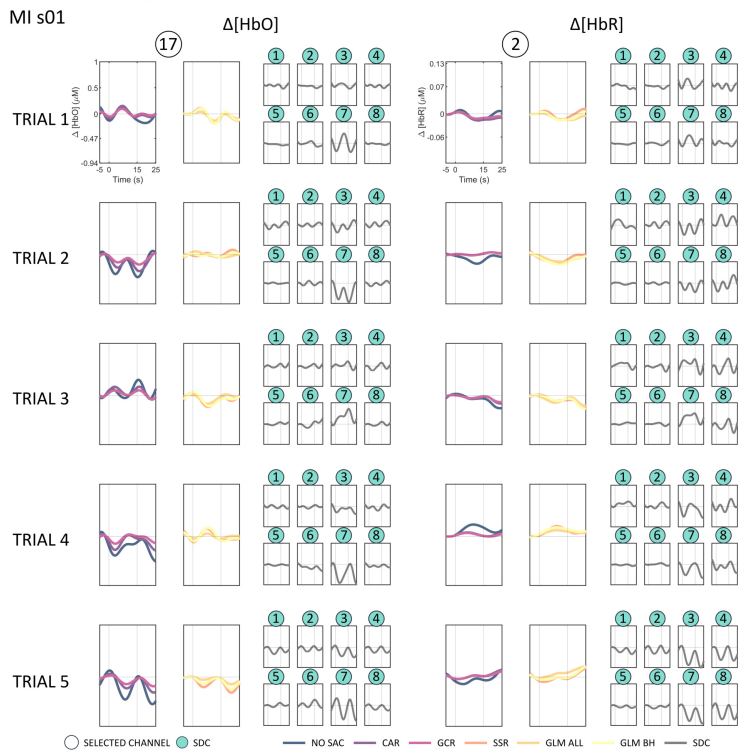 MI s01
Δ[HbO]
Δ[HbR]
17
2
1 2 3 4
1 2 3 4
1
0
-0.47
-0.94
Δ [HbO] (μM)
0.13
0
-0.06
Δ [HbR] (μM)
TRIAL 1
5 6 7 8
5 6 7 8
-5 0 15 25
Time (s)
-5 0 15 25
Time (s)
1 2 3 4
1 2 3 4
TRIAL 2
5 6 7 8
5 6 7 8
1 2 3 4
1 2 3 4
TRIAL 3
5 6 7 8
5 6 7 8
1 2 3 4
1 2 3 4
TRIAL 4
5 6 7 8
5 6 7 8
1 2 3 4
1 2 3 4
TRIAL 5
5 6 7 8
5 6 7 8
SELECTED CHANNEL SDC NO SAC CAR GCR SSR GLM ALL GLM BH SDC